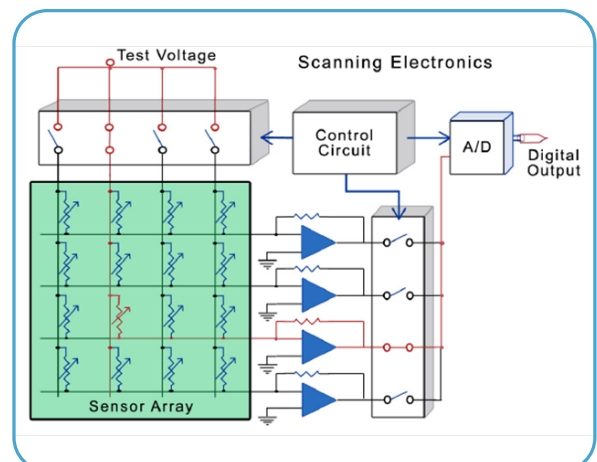 Test Voltage
Scanning Electronics
Control
Circuit
A/D
Digital
Output
Sensor Array